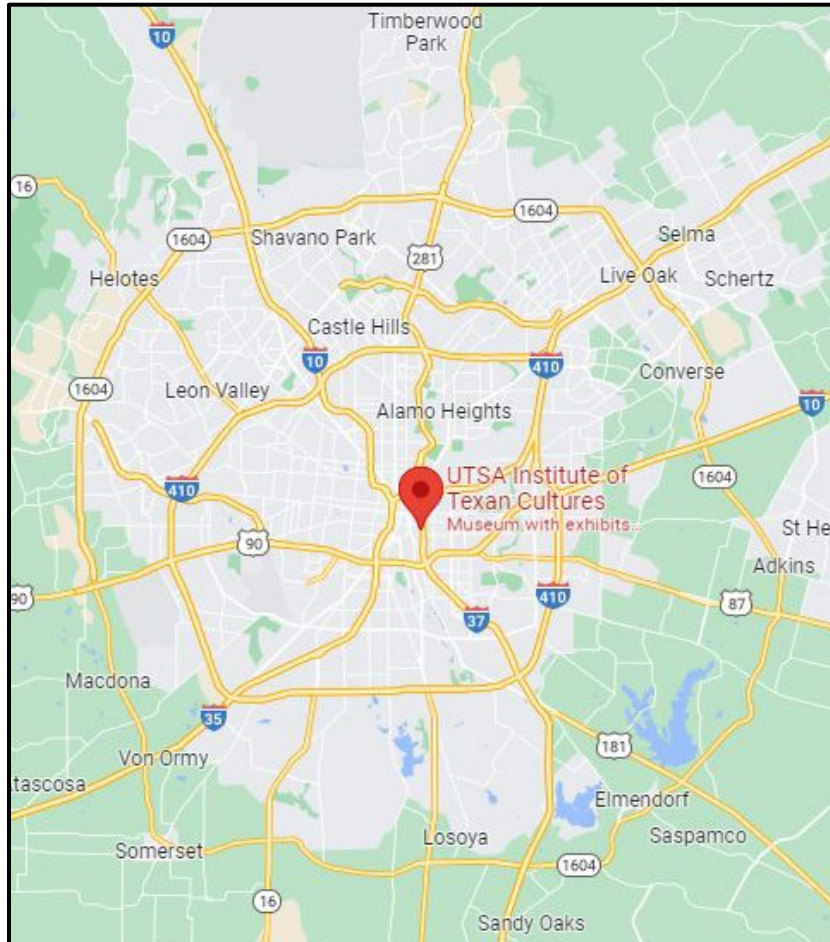 Timberwood
Park
10
16
1604
1604
Shavano Park
281
Selma
Helotes
Live Oak
Schertz
Castle Hills
10
410
Converse
1604
Leon Valley
Alamo Heights
10
UTSA Institute of
Texan Cultures
Museum with exhibits...
410
1604
90
St He
Adkins
90
410
87
37
Macdona
35
181
Von Ormy
tascosa
Elmendorf
Losoya
Saspamco
Somerset
1604
16
Sandy Oaks